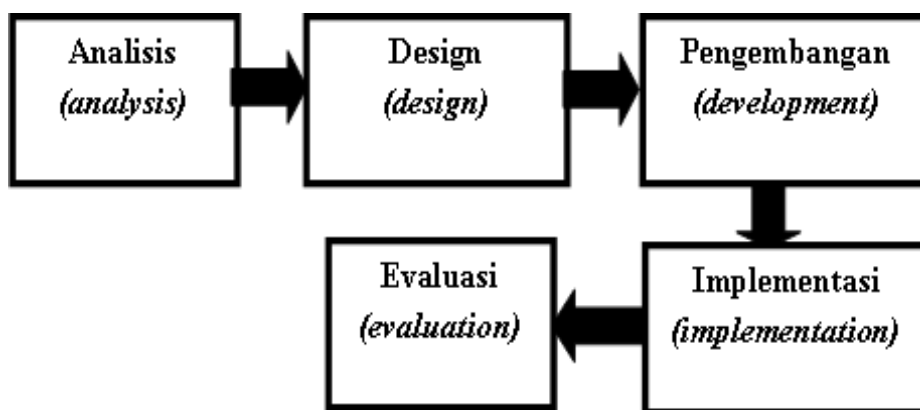 Analisis
(analysis)
Design
(design)
Pengembangan
(development)
Implementasi
(implementation)
Evaluasi
(evaluation)